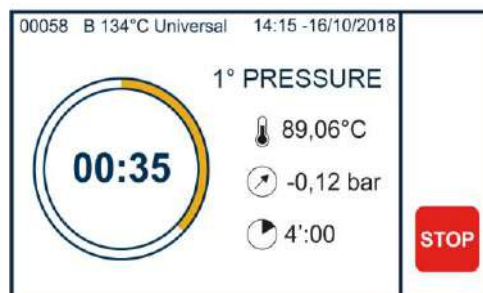 00058 B 134°C Universal 14:15 -16/10/2018
1° PRESSURE
00:35
89,06°C
-0,12 bar
4':00
STOP